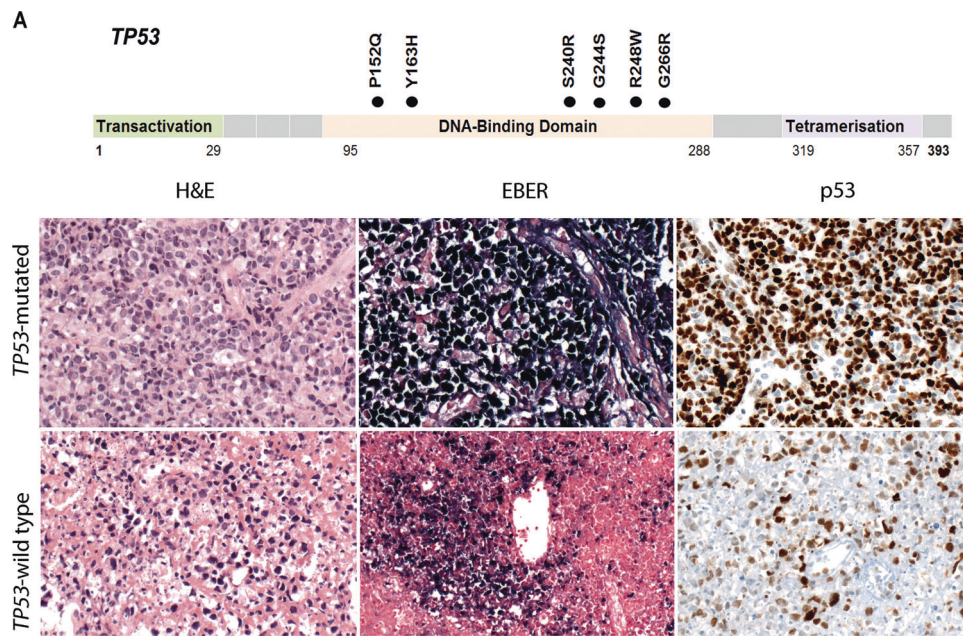 A
TP53
P152Q
Y163H
S240R
G244S
R248W
G266R
Transactivation
DNA-Binding Domain
Tetramerisation
1 29 95 288 319 357 393
H&E EBER p53
TP53-mutated
TP53-wild type